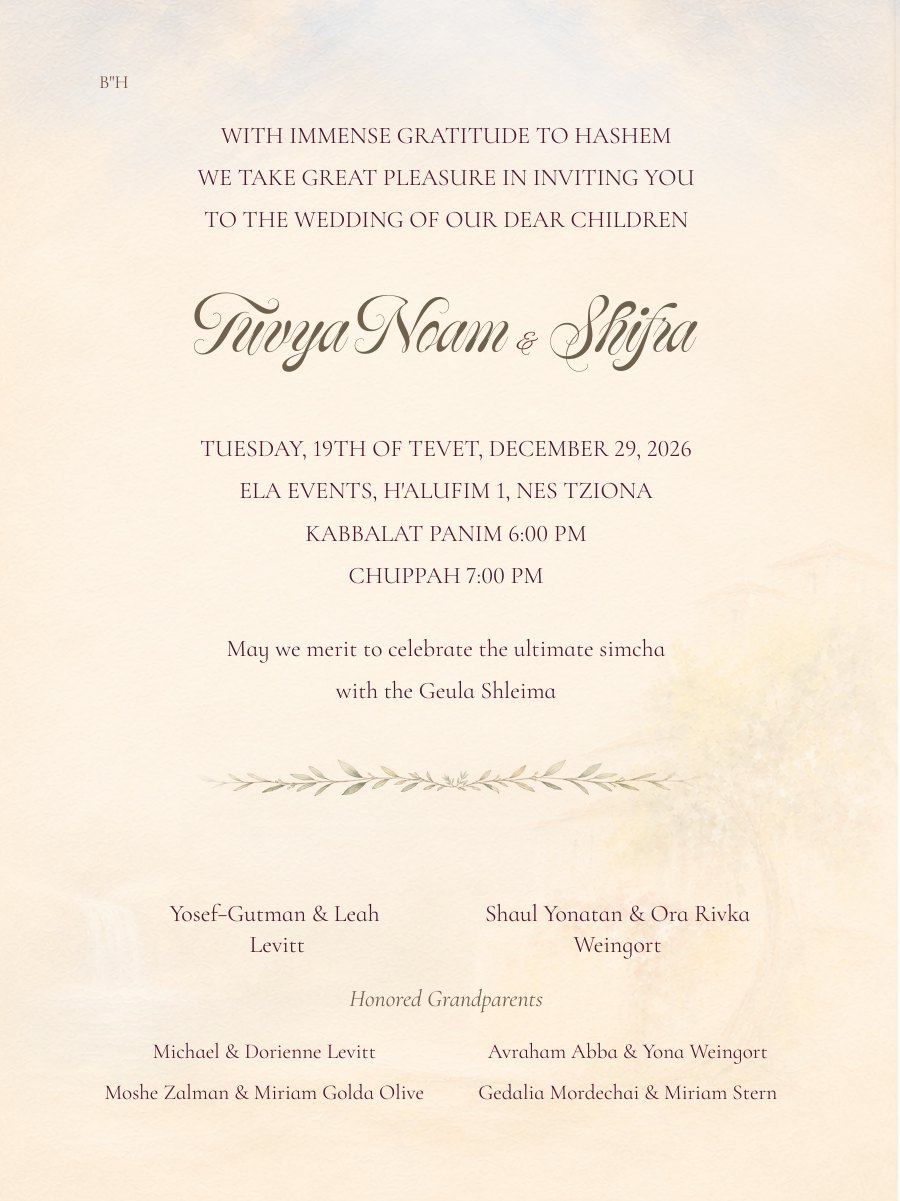 B"H
WITH IMMENSE GRATITUDE TO HASHEM
WE TAKE GREAT PLEASURE IN INVITING YOU
TO THE WEDDING OF OUR DEAR CHILDREN
Tuvya Noam & Shifra
TUESDAY, 19TH OF TEVET, DECEMBER 29, 2026
ELA EVENTS, H'ALUFIM 1, NES TZIONA
KABBALAT PANIM 6:00 PM
CHUPPAH 7:00 PM
May we merit to celebrate the ultimate simcha
with the Geula Shleima
Yosef-Gutman & Leah
Levitt
Shaul Yonatan & Ora Rivka
Weingort
Honored Grandparents
Michael & Dorienne Levitt
Moshe Zalman & Miriam Golda Olive
Avraham Abba & Yona Weingort
Gedalia Mordechai & Miriam Stern